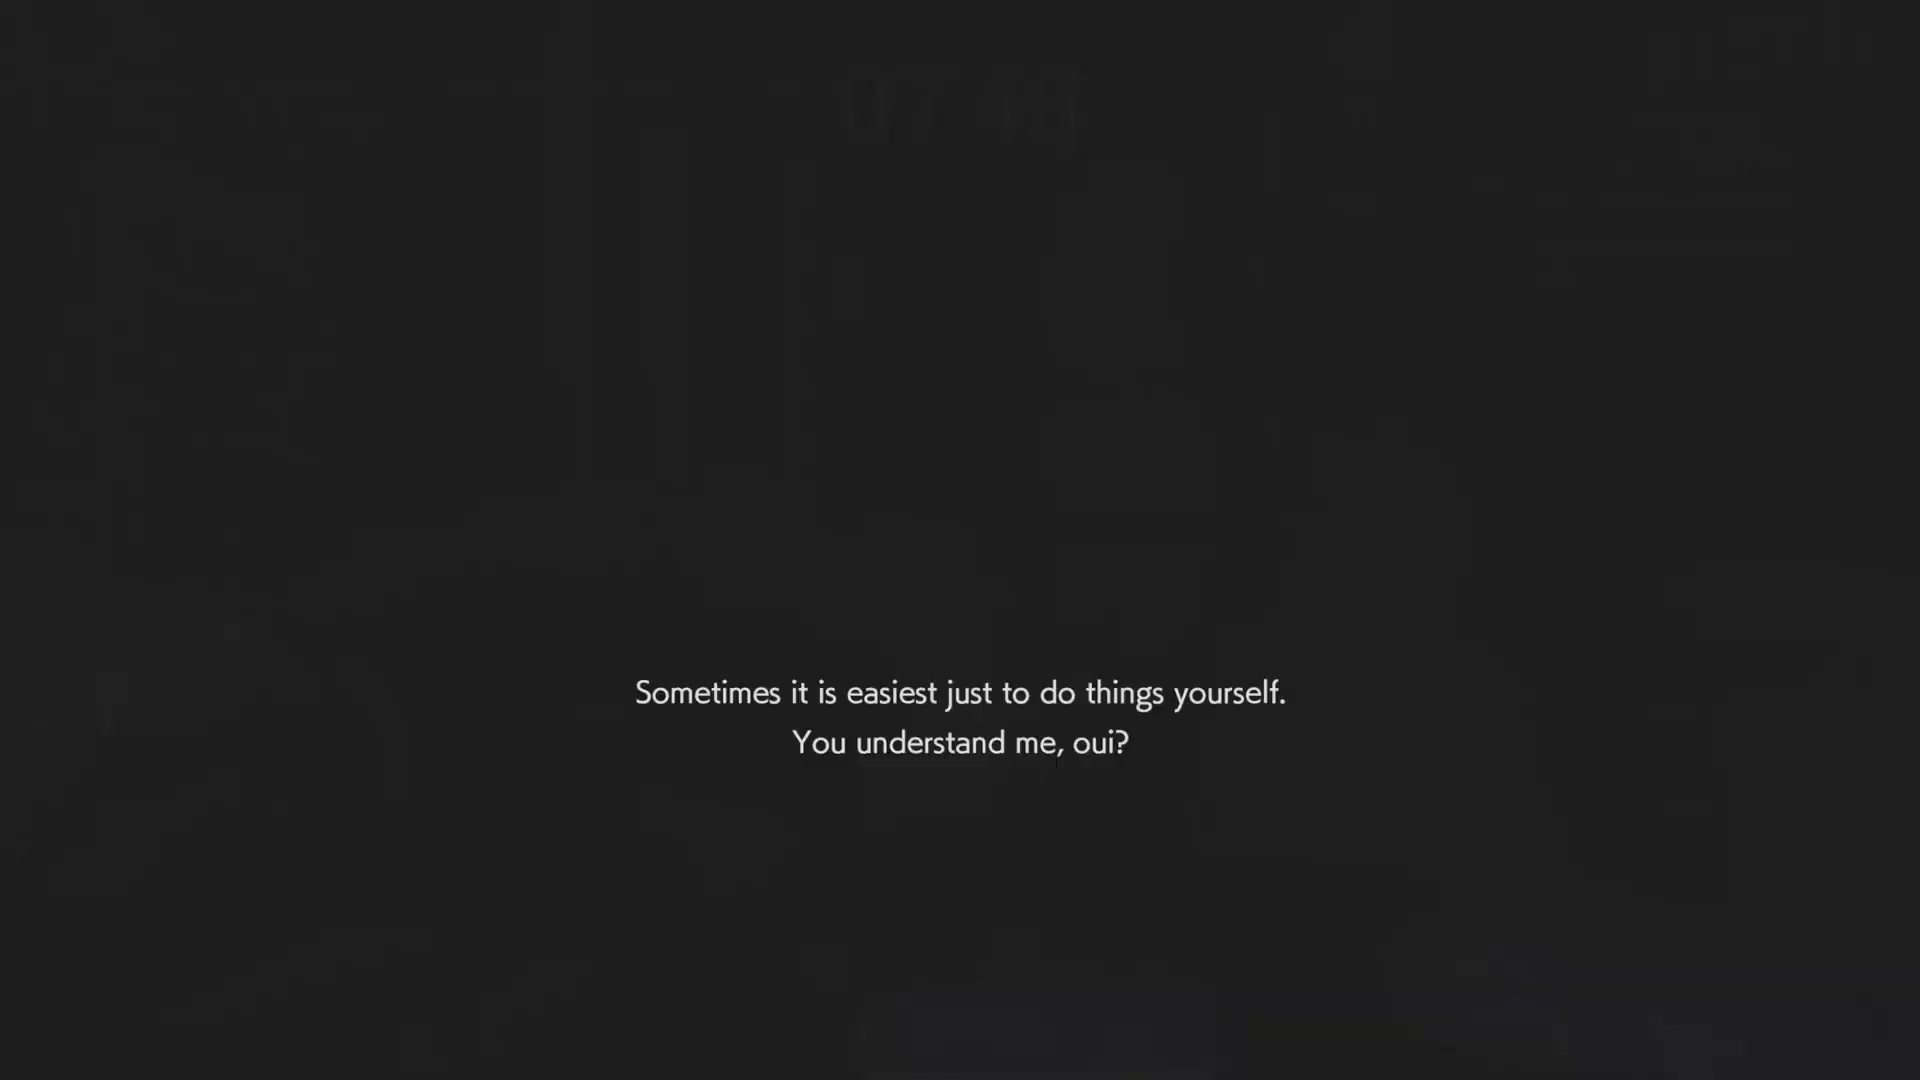 Sometimes it is easiest just to do things yourself.
You understand me, oui?